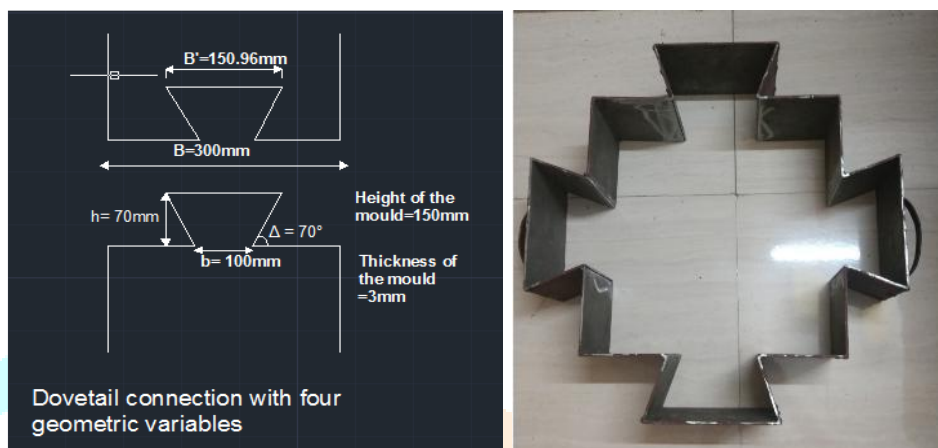 B'=150.96mm
B=300mm
h= 70mm
Δ = 70°
b= 100mm
Height of the
mould=150mm
Thickness of
the mould
=3mm
Dovetail connection with four
geometric variables